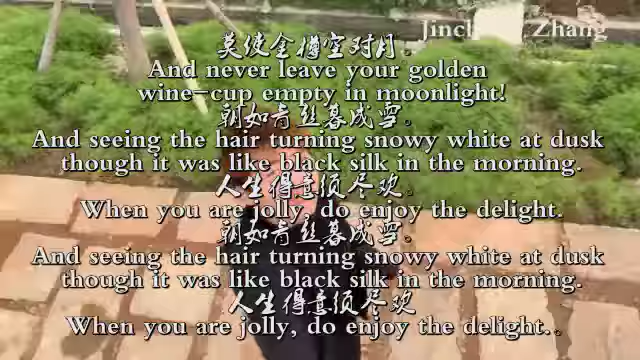 Jinch Zhang
莫使金樽空对月。
And never leave your golden
wine-cup empty in moonlight!
朝如青丝暮成雪。
And seeing the hair turning snowy white at dusk
though it was like black silk in the morning.
人生得意须尽欢。
When you are jolly, do enjoy the delight.
朝如青丝暮成雪。
And seeing the hair turning snowy white at dusk
though it was like black silk in the morning.
人生得意须尽欢
When you are jolly, do enjoy the delight.。